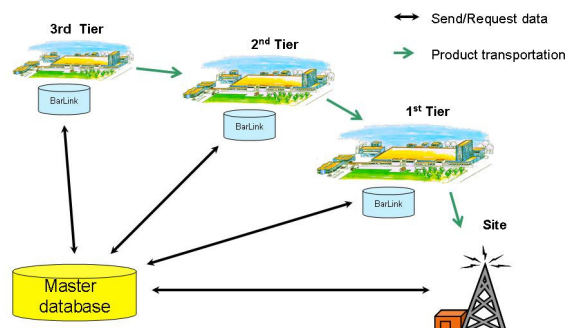 Send/Request data
3rd Tier
2nd Tier
Product transportation
BarLink
1st Tier
BarLink
BarLink
Site
Master
database